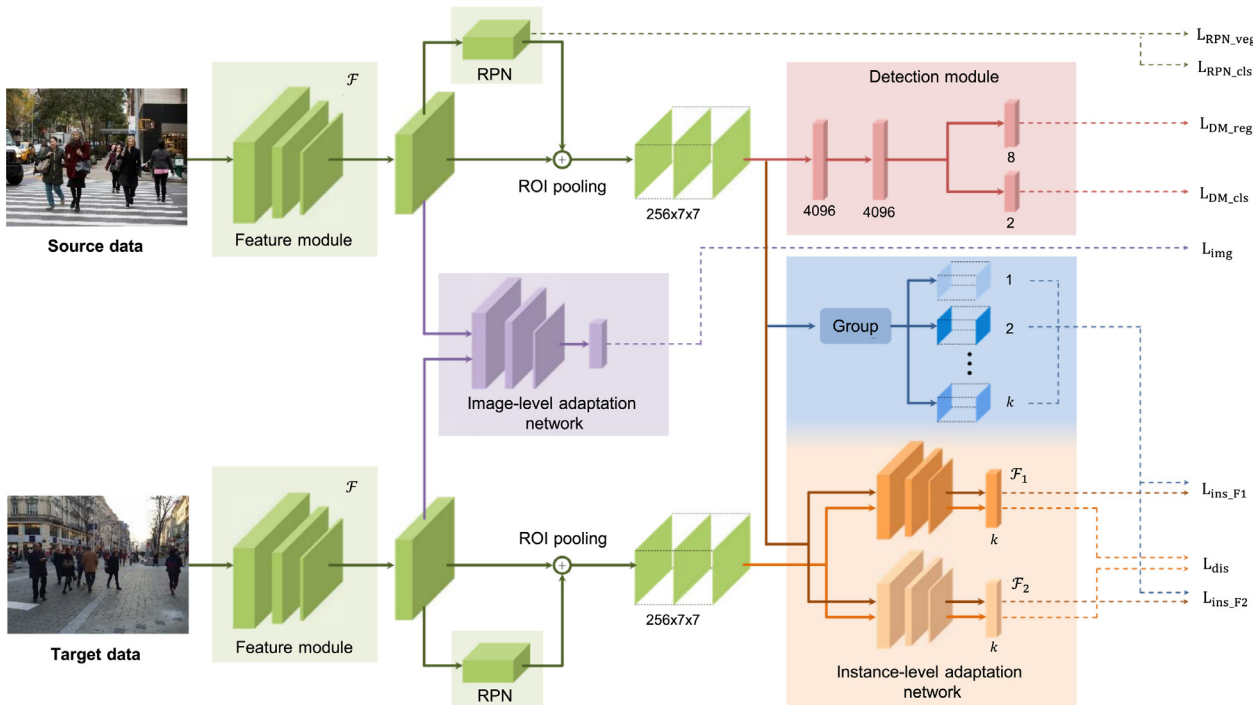 L_RPN_veg
RPN
L_RPN_cls
ℱ
Detection module
L_DM_reg
8
ROI pooling
256x7x7
4096
4096
L_DM_cls
2
Feature module
Source data
L_img
1
Group
2
k
Image-level adaptation
network
ℱ
ℱ1
L_ins_F1
ROI pooling
k
L_dis
ℱ2
L_ins_F2
256x7x7
Feature module
Target data
k
RPN
Instance-level adaptation
network